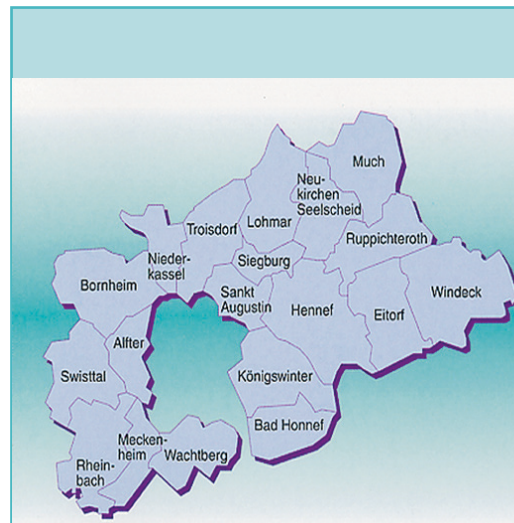 Much
Neu-
kirchen
Seelscheid
Troisdorf
Lohmar
Ruppichteroth
Nieder-
kassel
Siegburg
Bornheim
Sankt
Augustin
Hennef
Eitorf
Windeck
Alfter
Swisttal
Königswinter
Bad Honnef
Mecken-
heim
Wachtberg
Rhein-
bach